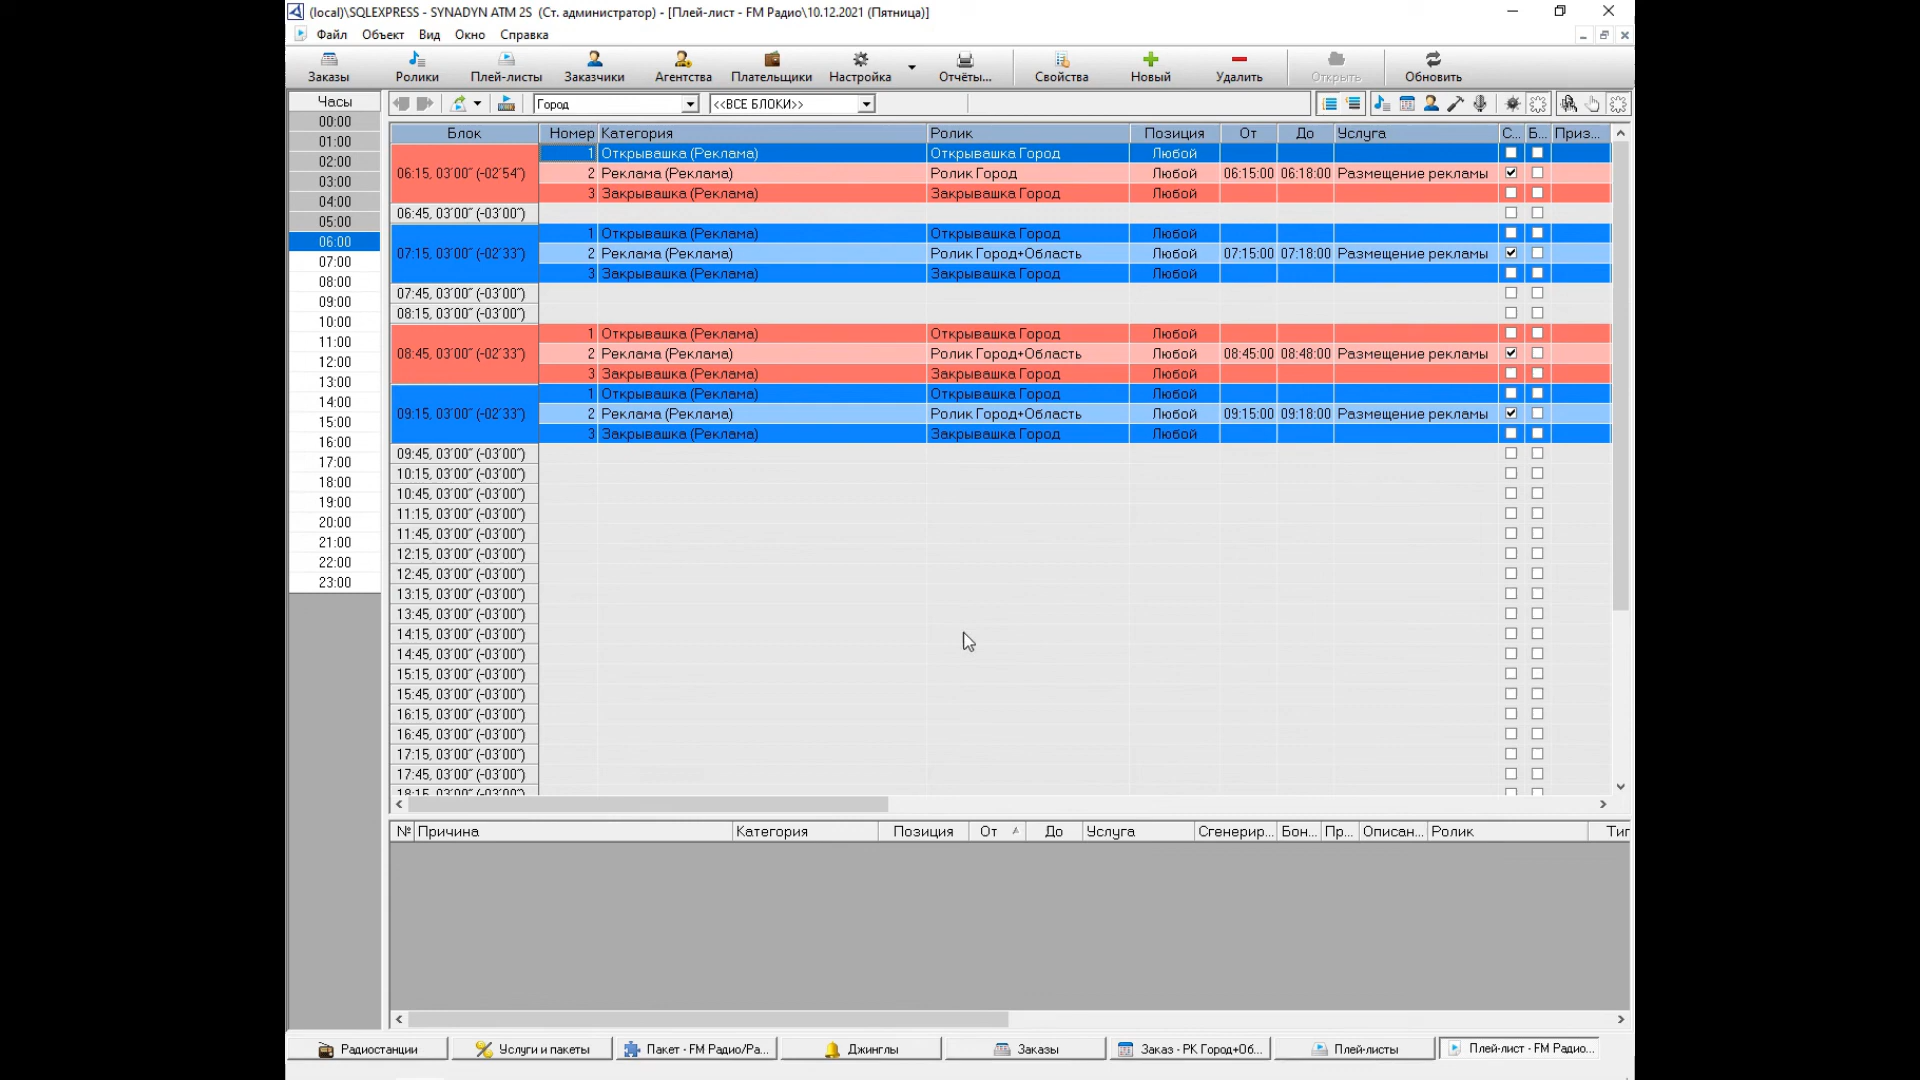 (local)\SQLEXPRESS - SYNADYN ATM 2S (Ст. администратор) - [Плей-лист - FM Радио\10.12.2021 (Пятница)]
Файл Объект Вид Окно Справка
Заказы Ролики Плей-листы Заказчики Агентства Плательщики Настройка Отчёты... Свойства Новый Удалить Открыть Обновить
Часы
00:00
01:00
02:00
03:00
04:00
05:00
06:00
07:00
08:00
09:00
10:00
11:00
12:00
13:00
14:00
15:00
16:00
17:00
18:00
19:00
20:00
21:00
22:00
23:00
Город <<ВСЕ БЛОКИ>>
Блок Номер Категория Ролик Позиция От До Услуга С... Б... Приз...
1 Открывашка (Реклама) Открывашка Город Любой
06:15, 03'00" (-02'54") 2 Реклама (Реклама) Ролик Город Любой 06:15:00 06:18:00 Размещение рекламы
3 Закрывашка (Реклама) Закрывашка Город Любой
06:45, 03'00" (-03'00")
1 Открывашка (Реклама) Открывашка Город Любой
07:15, 03'00" (-02'33") 2 Реклама (Реклама) Ролик Город+Область Любой 07:15:00 07:18:00 Размещение рекламы
3 Закрывашка (Реклама) Закрывашка Город Любой
07:45, 03'00" (-03'00")
08:15, 03'00" (-03'00")
1 Открывашка (Реклама) Открывашка Город Любой
08:45, 03'00" (-02'33") 2 Реклама (Реклама) Ролик Город+Область Любой 08:45:00 08:48:00 Размещение рекламы
3 Закрывашка (Реклама) Закрывашка Город Любой
1 Открывашка (Реклама) Открывашка Город Любой
09:15, 03'00" (-02'33") 2 Реклама (Реклама) Ролик Город+Область Любой 09:15:00 09:18:00 Размещение рекламы
3 Закрывашка (Реклама) Закрывашка Город Любой
09:45, 03'00" (-03'00")
10:15, 03'00" (-03'00")
10:45, 03'00" (-03'00")
11:15, 03'00" (-03'00")
11:45, 03'00" (-03'00")
12:15, 03'00" (-03'00")
12:45, 03'00" (-03'00")
13:15, 03'00" (-03'00")
13:45, 03'00" (-03'00")
14:15, 03'00" (-03'00")
14:45, 03'00" (-03'00")
15:15, 03'00" (-03'00")
15:45, 03'00" (-03'00")
16:15, 03'00" (-03'00")
16:45, 03'00" (-03'00")
17:15, 03'00" (-03'00")
17:45, 03'00" (-03'00")
18:15, 03'00" (-03'00")
№ Причина Категория Позиция От До Услуга Сгенерир... Бон... Пр... Описан... Ролик Тип
Радиостанции Услуги и пакеты Пакет - FM Радио/Ра... Джинглы Заказы Заказ - РК Город+Об... Плей-листы Плей-лист - FM Радио...